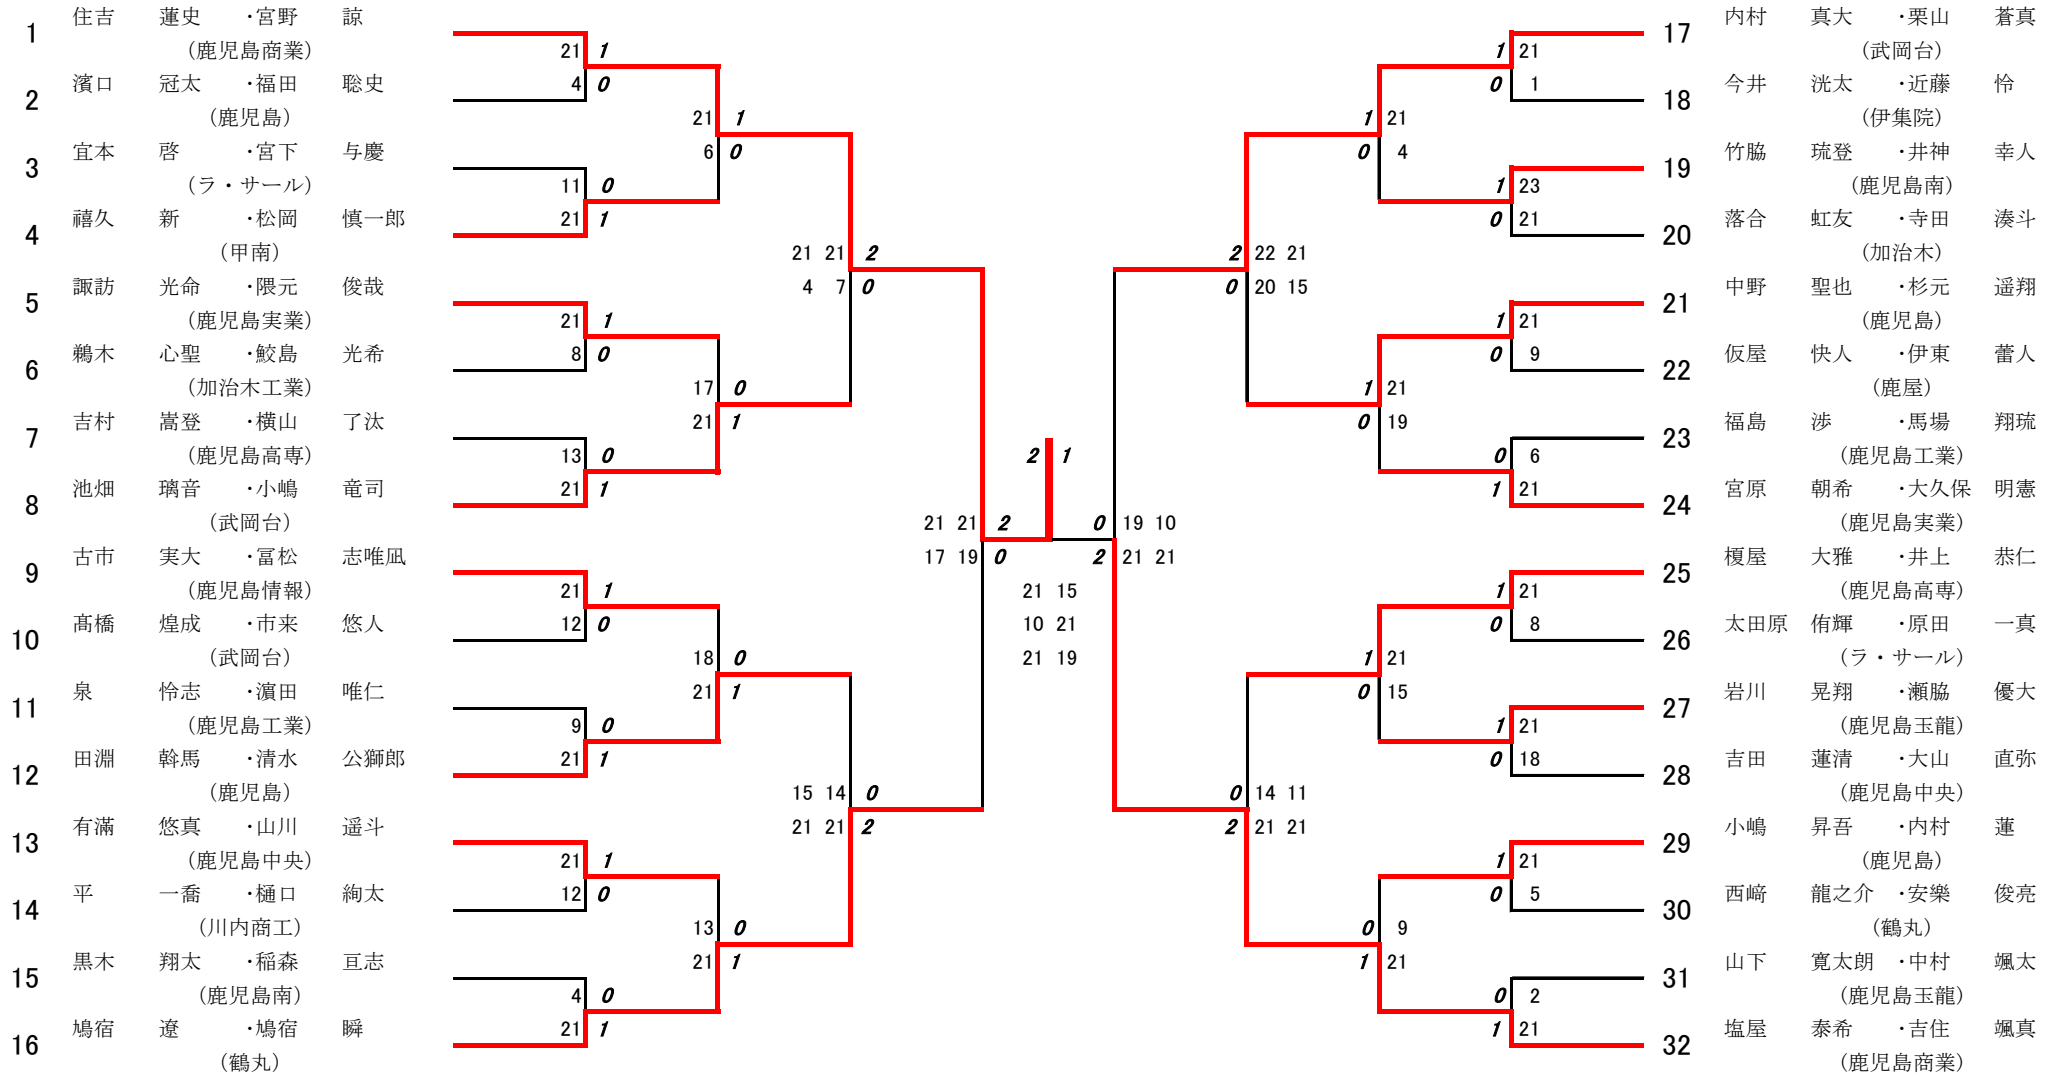 1 住吉 蓮史 ・宮野 諒
(鹿児島商業)
21 1
2 濱口 冠太 ・福田 聡史
4 0
(鹿児島)
21 1
6 0
3 宜本 啓 ・宮下 与慶
(ラ・サール)
11 0
4 禧久 新 ・松岡 慎一郎
21 1
(甲南)
21 21 2
4 7 0
5 諏訪 光命 ・隈元 俊哉
(鹿児島実業)
21 1
6 鵜木 心聖 ・鮫島 光希
8 0
(加治木工業)
17 0
21 1
7 吉村 嵩登 ・横山 了汰
(鹿児島高専)
13 0
8 池畑 璃音 ・小嶋 竜司
21 1
(武岡台)
21 21 2
17 19 0
9 古市 実大 ・冨松 志唯凪
(鹿児島情報)
21 1
10 髙橋 煌成 ・市来 悠人
12 0
(武岡台)
18 0
21 1
11 泉 怜志 ・濵田 唯仁
(鹿児島工業)
9 0
12 田淵 幹馬 ・清水 公獅郎
21 1
(鹿児島)
15 14 0
21 21 2
13 有滿 悠真 ・山川 遥斗
(鹿児島中央)
21 1
14 平 一喬 ・樋口 絢太
12 0
(川内商工)
13 0
21 1
15 黒木 翔太 ・稲森 亘志
(鹿児島南)
4 0
16 鳩宿 遼 ・鳩宿 瞬
21 1
(鶴丸)
2 1
21 15
10 21
21 19
17 内村 真大 ・栗山 蒼真
1 21
(武岡台)
18 今井 洸太 ・近藤 怜
0 1
(伊集院)
1 21
0 4
19 竹脇 琉登 ・井神 幸人
1 23
(鹿児島南)
20 落合 虹友 ・寺田 湊斗
0 21
(加治木)
2 22 21
0 20 15
21 中野 聖也 ・杉元 遥翔
1 21
(鹿児島)
22 仮屋 快人 ・伊東 蕾人
0 9
(鹿屋)
1 21
0 19
23 福島 渉 ・馬場 翔琉
0 6
(鹿児島工業)
24 宮原 朝希 ・大久保 明憲
1 21
(鹿児島実業)
0 19 10
2 21 21
25 榎屋 大雅 ・井上 恭仁
1 21
(鹿児島高専)
26 太田原 侑輝 ・原田 一真
0 8
(ラ・サール)
1 21
0 15
27 岩川 晃翔 ・瀬脇 優大
1 21
(鹿児島玉龍)
28 吉田 蓮清 ・大山 直弥
0 18
(鹿児島中央)
0 14 11
2 21 21
29 小嶋 昇吾 ・内村 蓮
1 21
(鹿児島)
30 西﨑 龍之介 ・安樂 俊亮
0 5
(鶴丸)
0 9
1 21
31 山下 寛太朗 ・中村 颯太
0 2
(鹿児島玉龍)
32 塩屋 泰希 ・吉住 颯真
1 21
(鹿児島商業)